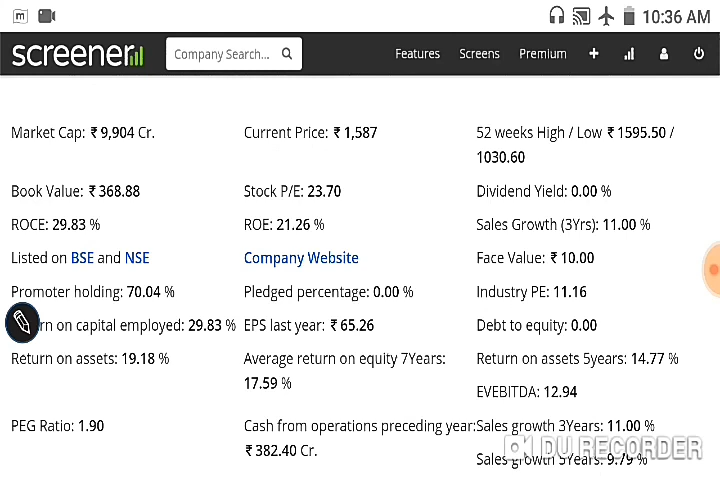 10:36 AM
screener
Company Search...
Features Screens Premium
Market Cap: ₹ 9,904 Cr. Current Price: ₹ 1,587 52 weeks High / Low ₹ 1595.50 /
1030.60
Book Value: ₹ 368.88 Stock P/E: 23.70 Dividend Yield: 0.00 %
ROCE: 29.83 % ROE: 21.26 % Sales Growth (3Yrs): 11.00 %
Listed on BSE and NSE Company Website Face Value: ₹ 10.00
Promoter holding: 70.04 % Pledged percentage: 0.00 % Industry PE: 11.16
rn on capital employed: 29.83 % EPS last year: ₹ 65.26 Debt to equity: 0.00
Return on assets: 19.18 % Average return on equity 7Years: Return on assets 5years: 14.77 %
17.59 %
EVEBITDA: 12.94
PEG Ratio: 1.90 Cash from operations preceding year: Sales growth 3Years: 11.00 %
₹ 382.40 Cr.
DU RECORDER
Sales growth 5Years: 9.79 %